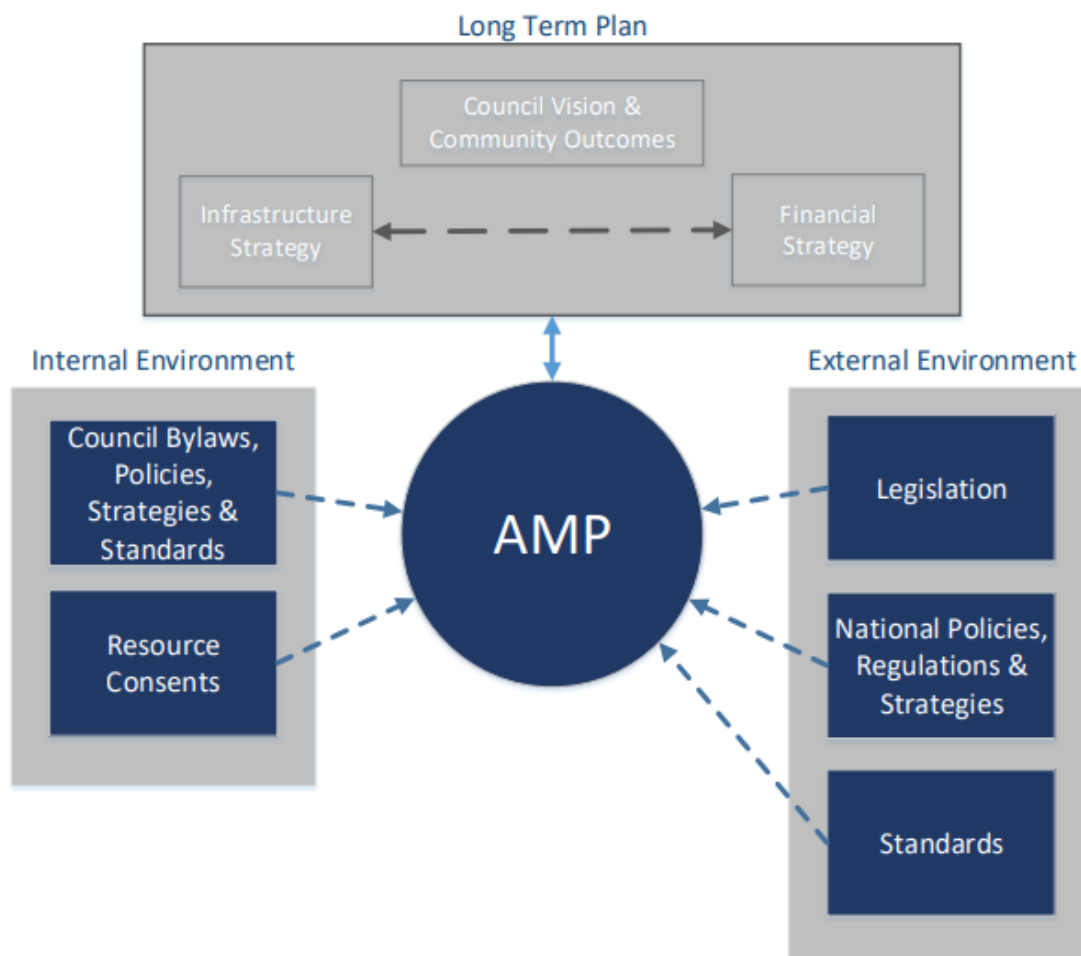 Long Term Plan
Council Vision &
Community Outcomes
Infrastructure
Strategy
Financial
Strategy
Internal Environment
Council Bylaws,
Policies,
Strategies &
Standards
Resource
Consents
AMP
External Environment
Legislation
National Policies,
Regulations &
Strategies
Standards